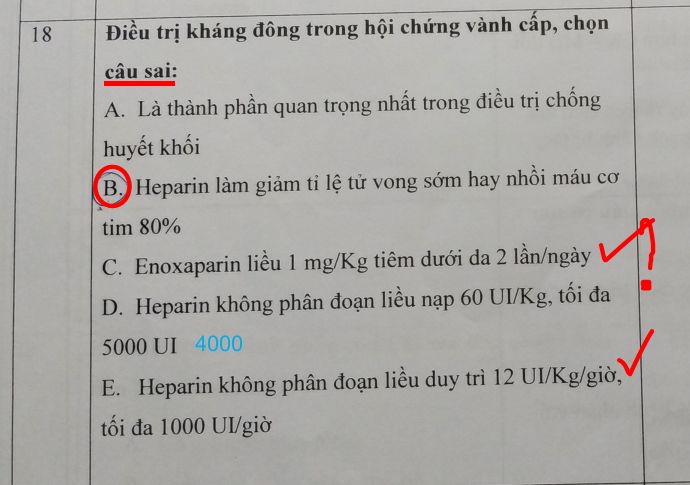 18 Điều trị kháng đông trong hội chứng vành cấp, chọn
câu sai:
A. Là thành phần quan trọng nhất trong điều trị chống
huyết khối
B. Heparin làm giảm tỉ lệ tử vong sớm hay nhồi máu cơ
tim 80%
C. Enoxaparin liều 1 mg/Kg tiêm dưới da 2 lần/ngày
D. Heparin không phân đoạn liều nạp 60 UI/Kg, tối đa
5000 UI 4000
E. Heparin không phân đoạn liều duy trì 12 UI/Kg/giờ,
tối đa 1000 UI/giờ
?